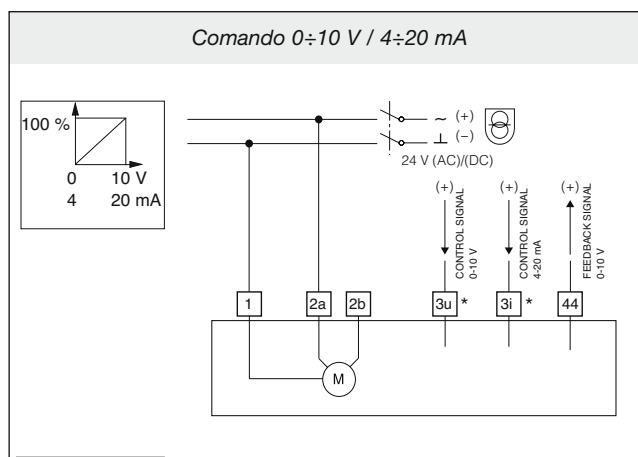 Comando 0÷10 V / 4÷20 mA
100 %
0 10 V
4 20 mA
~ (+)
⊥ (−)
24 V (AC)/(DC)
(+) (+) (+)
CONTROL SIGNAL
0-10 V
CONTROL SIGNAL
4-20 mA
FEEDBACK SIGNAL
0-10 V
1 2a 2b 3u * 3i * 44
M